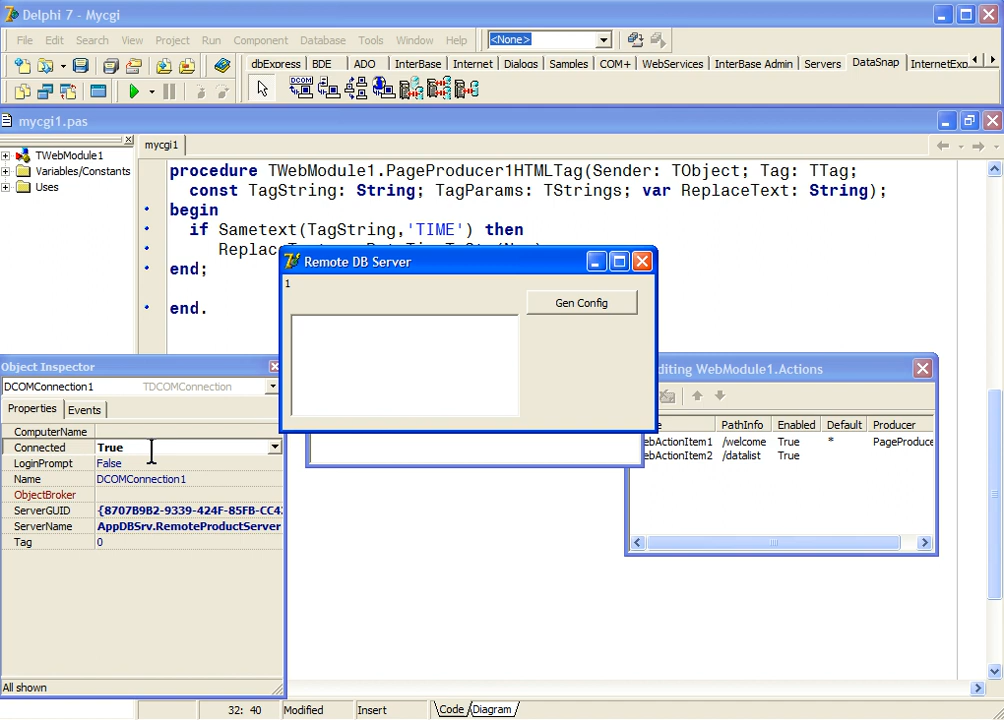 Delphi 7 - Mycgi
File Edit Search View Project Run Component Database Tools Window Help <None>
dbExpress BDE ADO InterBase Internet Dialogs Samples COM+ WebServices InterBase Admin Servers DataSnap InternetExp
DCOM
mycgi1.pas
mycgi1
TWebModule1
Variables/Constants
Uses
procedure TWebModule1.PageProducer1HTMLTag(Sender: TObject; Tag: TTag;
const TagString: String; TagParams: TStrings; var ReplaceText: String);
begin
if Sametext(TagString,'TIME') then
end;
end.
Remote DB Server
1
Gen Config
Object Inspector
DCOMConnection1 TDCOMConnection
Properties Events
ComputerName
Connected True
LoginPrompt False
Name DCOMConnection1
ObjectBroker
ServerGUID {8707B9B2-9339-424F-85FB-CC4
ServerName AppDBSrv.RemoteProductServer
Tag 0
All shown
diting WebModule1.Actions
e PathInfo Enabled Default Producer
ebActionItem1 /welcome True * PageProduce
ebActionItem2 /datalist True
32: 40 Modified Insert Code Diagram